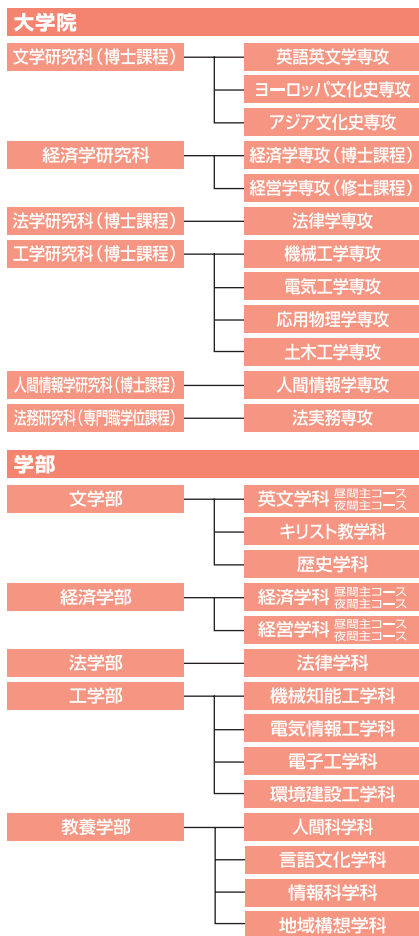 大学院
文学研究科(博士課程)
英語英文学専攻
ヨーロッパ文化史専攻
アジア文化史専攻
経済学研究科
経済学専攻(博士課程)
経営学専攻(修士課程)
法学研究科(博士課程)
法律学専攻
工学研究科(博士課程)
機械工学専攻
電気工学専攻
応用物理学専攻
土木工学専攻
人間情報学研究科(博士課程)
人間情報学専攻
法務研究科(専門職学位課程)
法実務専攻
学部
文学部
英文学科 昼間主コース
夜間主コース
キリスト教学科
歴史学科
経済学部
経済学科 昼間主コース
夜間主コース
経営学科 昼間主コース
夜間主コース
法学部
法律学科
工学部
機械知能工学科
電気情報工学科
電子工学科
環境建設工学科
教養学部
人間科学科
言語文化学科
情報科学科
地域構想学科